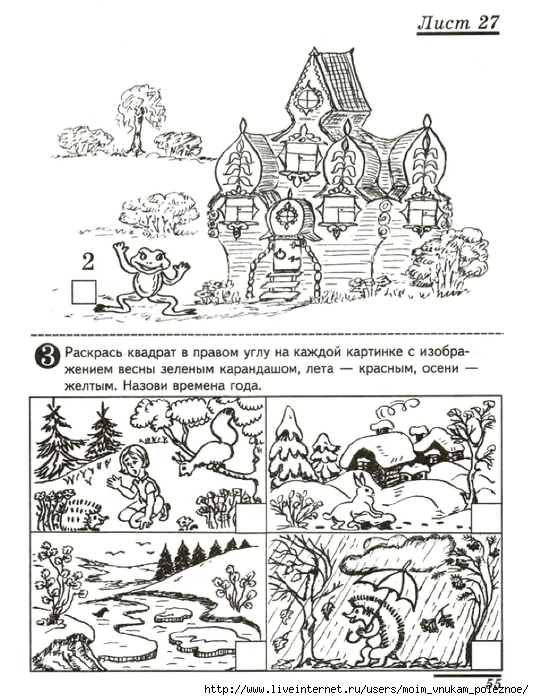 Лист 27
2
3 Раскрась квадрат в правом углу на каждой картинке с изобра-
жением весны зеленым карандашом, лета — красным, осени —
желтым. Назови времена года.
55
http://www.liveinternet.ru/users/moim_vnukam_poleznoe/